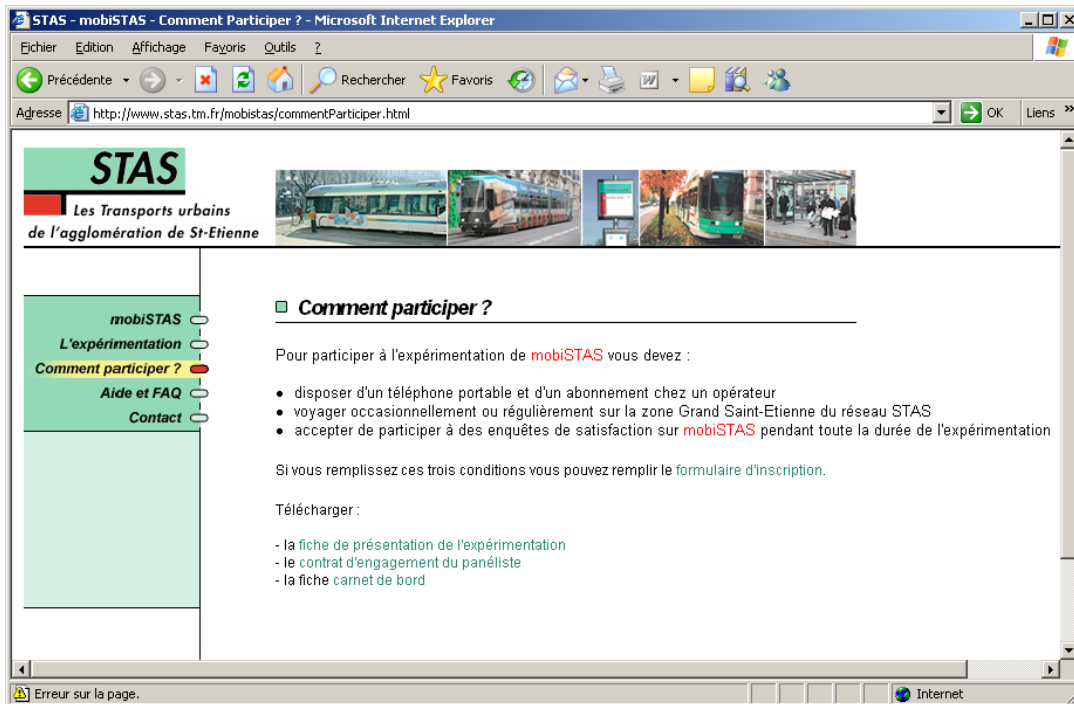 STAS - mobiSTAS - Comment Participer ? - Microsoft Internet Explorer
Fichier Edition Affichage Favoris Outils ?
Précédente Rechercher Favoris
Adresse http://www.stas.tm.fr/mobistas/commentParticiper.html OK Liens »
STAS
Les Transports urbains
de l'agglomération de St-Etienne
mobiSTAS
L'expérimentation
Comment participer ?
Aide et FAQ
Contact
Comment participer ?
Pour participer à l'expérimentation de mobiSTAS vous devez :
• disposer d'un téléphone portable et d'un abonnement chez un opérateur
• voyager occasionnellement ou régulièrement sur la zone Grand Saint-Etienne du réseau STAS
• accepter de participer à des enquêtes de satisfaction sur mobiSTAS pendant toute la durée de l'expérimentation
Si vous remplissez ces trois conditions vous pouvez remplir le formulaire d'inscription.
Télécharger :
- la fiche de présentation de l'expérimentation
- le contrat d'engagement du panéliste
- la fiche carnet de bord
Erreur sur la page. Internet